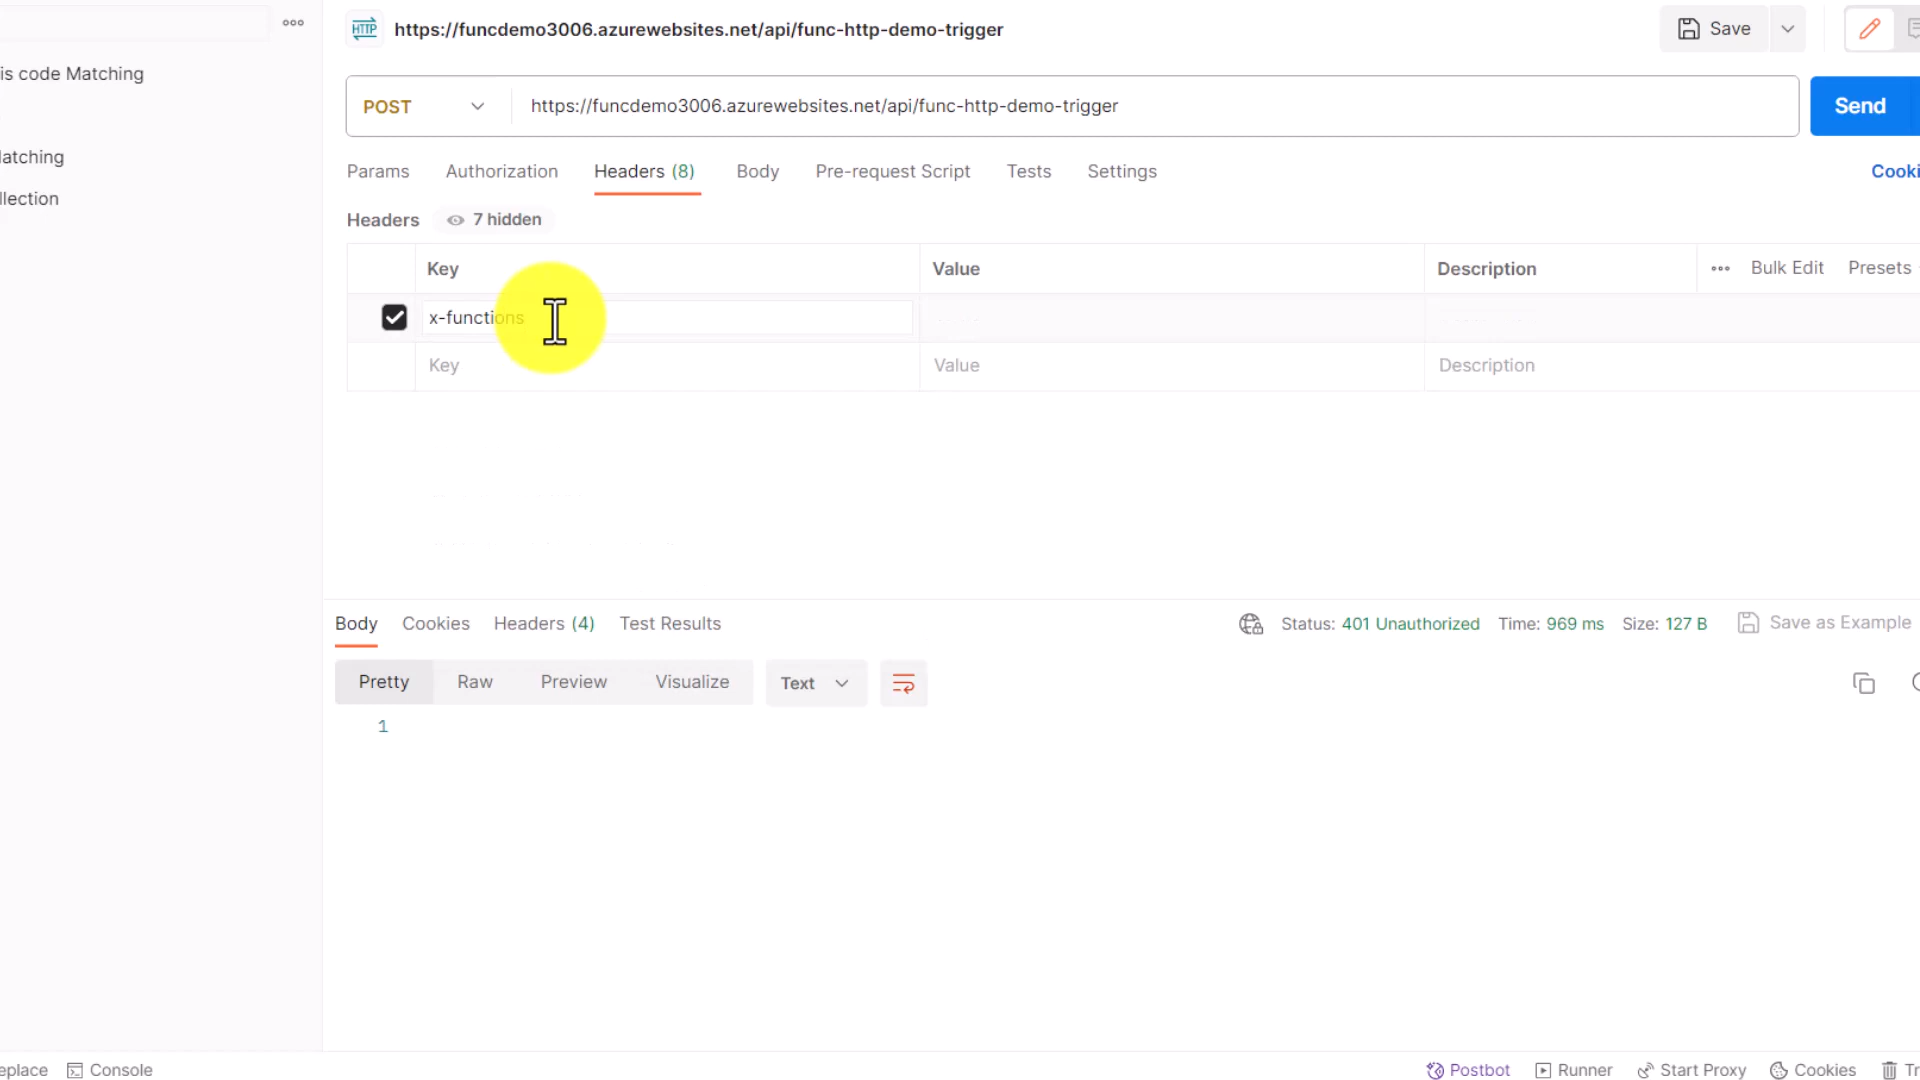 https://funcdemo3006.azurewebsites.net/api/func-http-demo-trigger
Save
is code Matching
POST
https://funcdemo3006.azurewebsites.net/api/func-http-demo-trigger
Send
latching
llection
Params
Authorization
Headers (8)
Body
Pre-request Script
Tests
Settings
Cooki
Headers
7 hidden
Key
Value
Description
Bulk Edit
Presets
x-functions
Key
Value
Description
Body
Cookies
Headers (4)
Test Results
Status: 401 Unauthorized
Time: 969 ms
Size: 127 B
Save as Example
Pretty
Raw
Preview
Visualize
Text
1
eplace
Console
Postbot
Runner
Start Proxy
Cookies
Tr